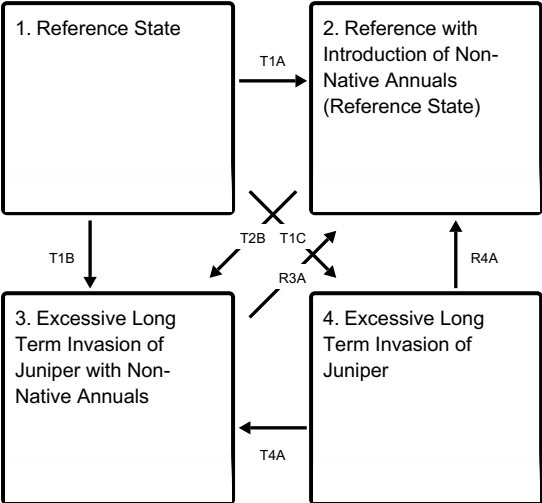 1. Reference State
2. Reference with
Introduction of Non-
Native Annuals
(Reference State)
T1A
T1B
T2B
T1C
R3A
R4A
3. Excessive Long
Term Invasion of
Juniper with Non-
Native Annuals
4. Excessive Long
Term Invasion of
Juniper
T4A